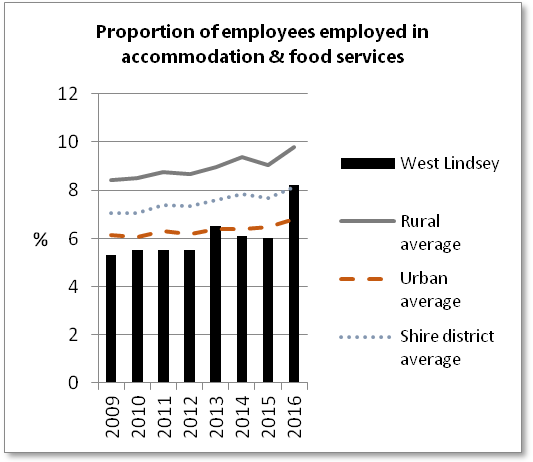 Proportion of employees employed in
accommodation & food services
12
10
8
6
4
2
0
%
2009
2010
2011
2012
2013
2014
2015
2016
West Lindsey
Rural
average
Urban
average
Shire district
average